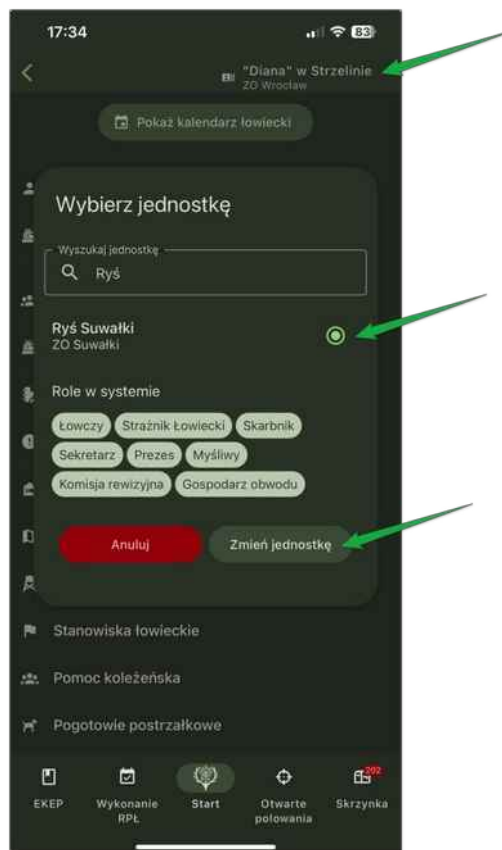 17:34
83
"Diana" w Strzelinie
ZO Wrocław
Pokaż kalendarz łowiecki
Wybierz jednostkę
Wyszukaj jednostkę
Ryś
Ryś Suwałki
ZO Suwałki
Role w systemie
Łowczy Strażnik Łowiecki Skarbnik
Sekretarz Prezes Myśliwy
Komisja rewizyjna Gospodarz obwodu
Anuluj Zmień jednostkę
Stanowiska łowieckie
Pomoc koleżeńska
Pogotowie postrzałkowe
202
EKEP Wykonanie Start Otwarte Skrzynka
RPŁ polowania